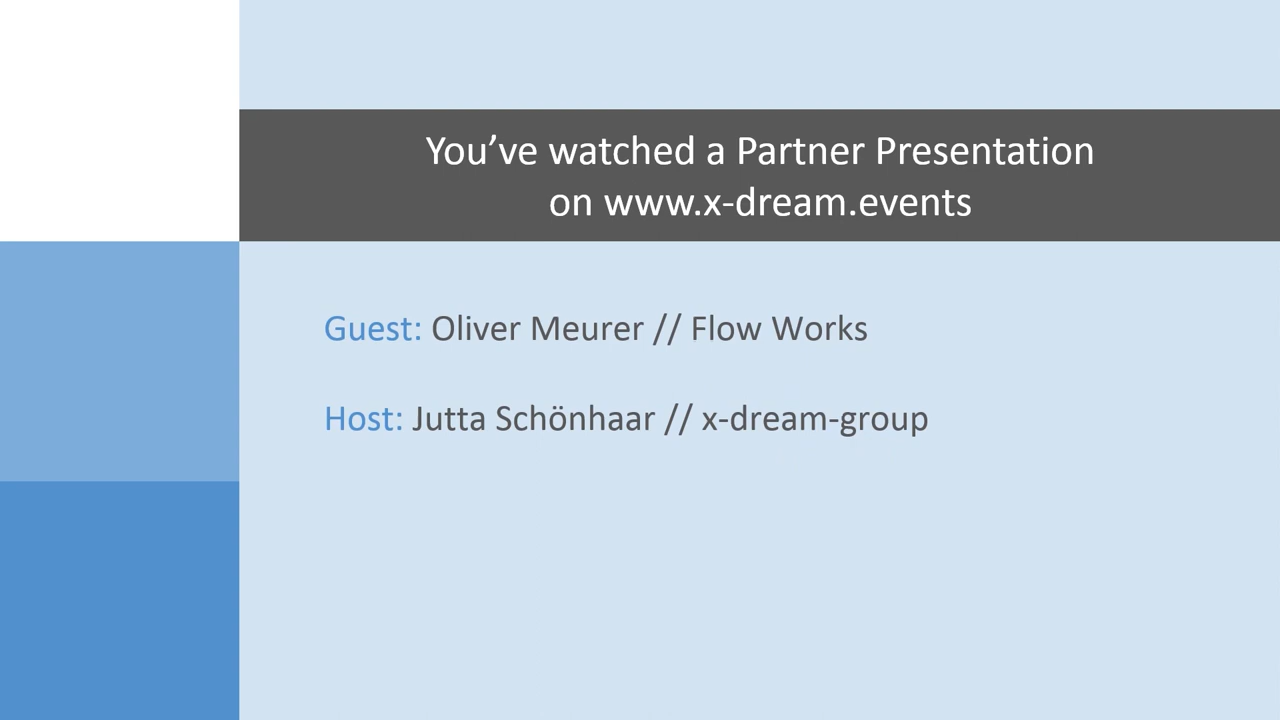 You’ve watched a Partner Presentation
on www.x-dream.events
Guest: Oliver Meurer // Flow Works
Host: Jutta Schönhaar // x-dream-group